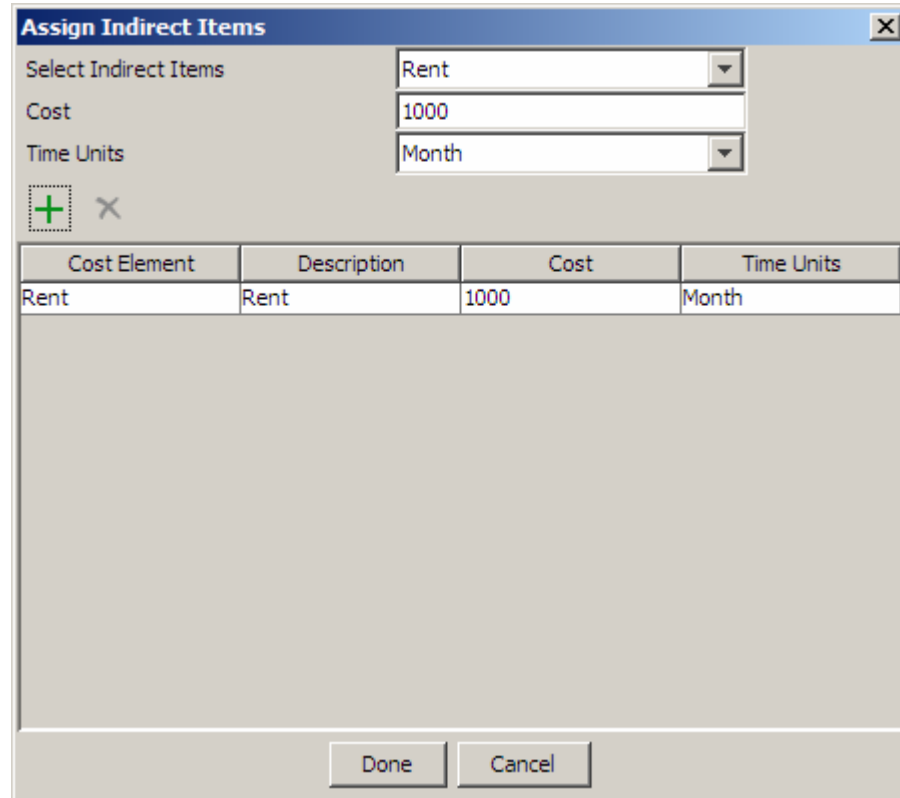 Assign Indirect Items
Select Indirect Items Rent
Cost 1000
Time Units Month
Cost Element Description Cost Time Units
Rent Rent 1000 Month
Done Cancel